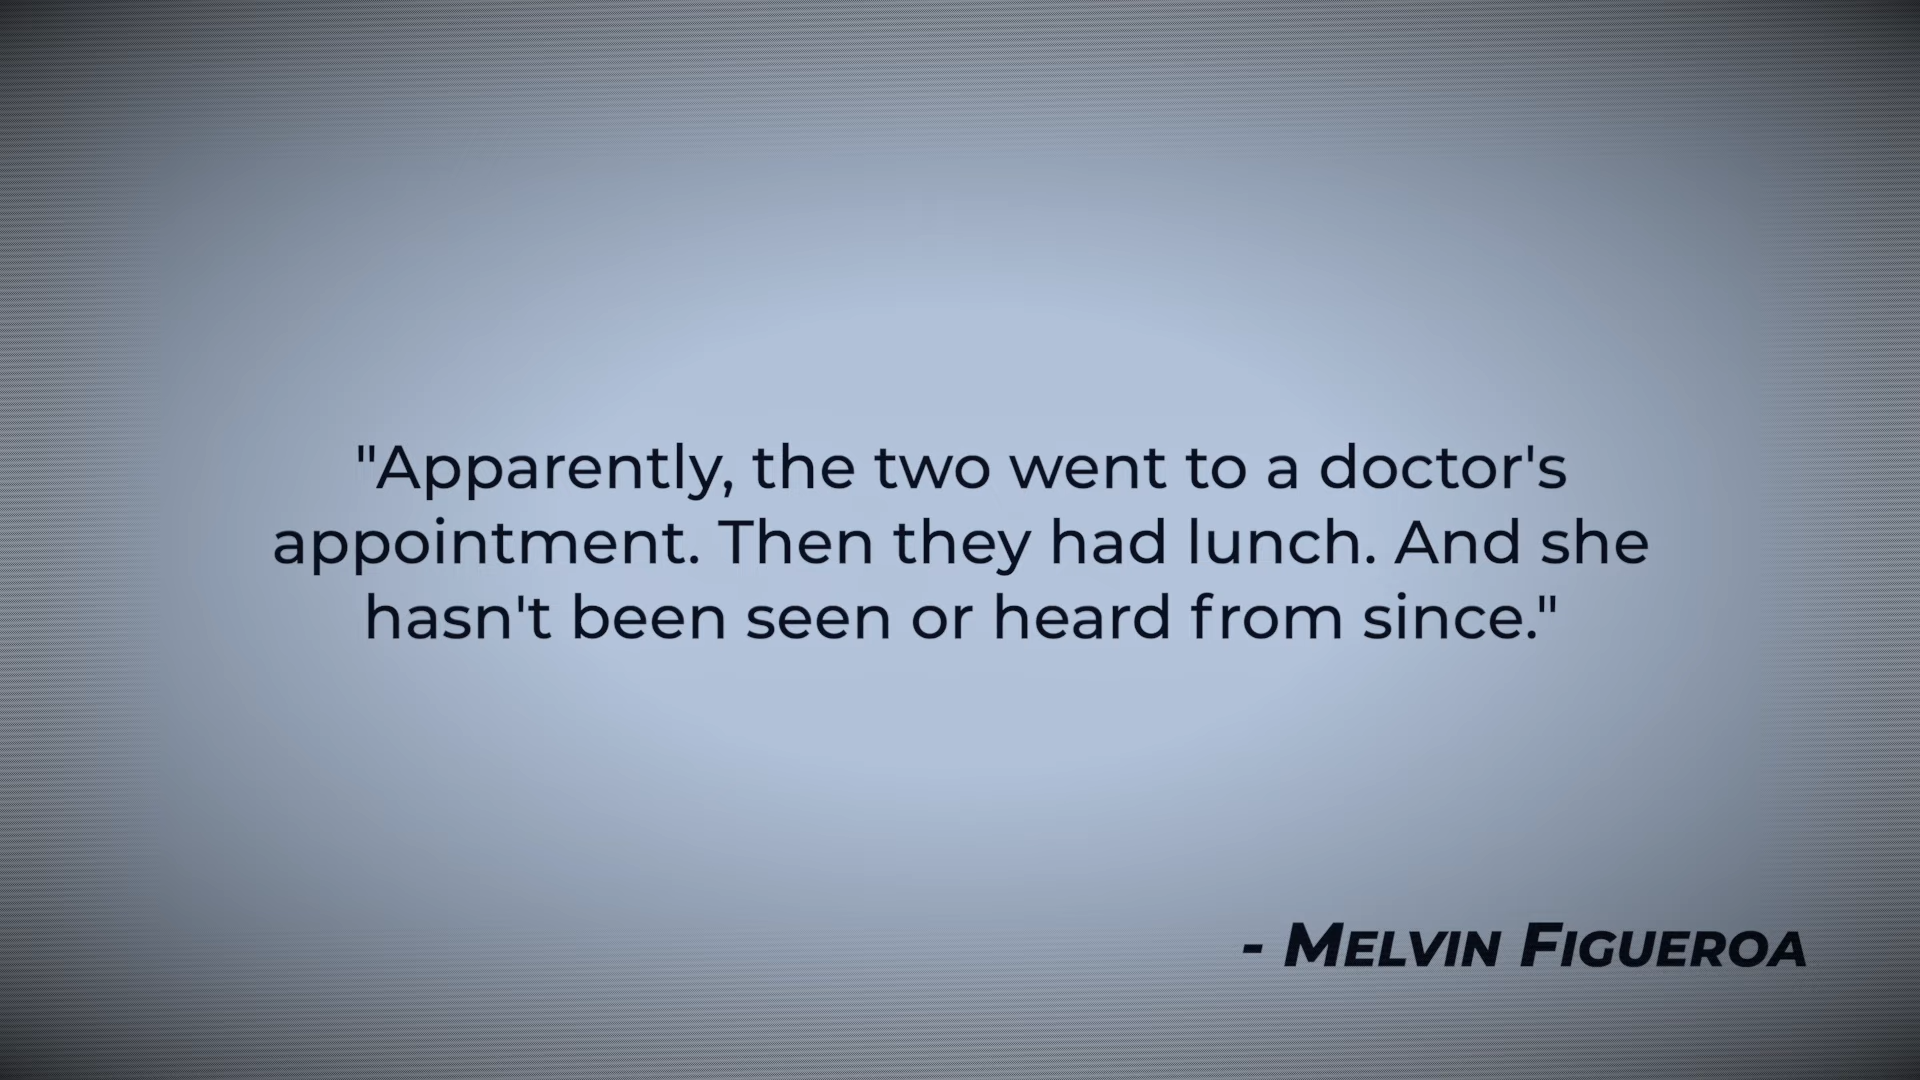 "Apparently, the two went to a doctor's
appointment. Then they had lunch. And she
hasn't been seen or heard from since."
- MELVIN FIGUEROA